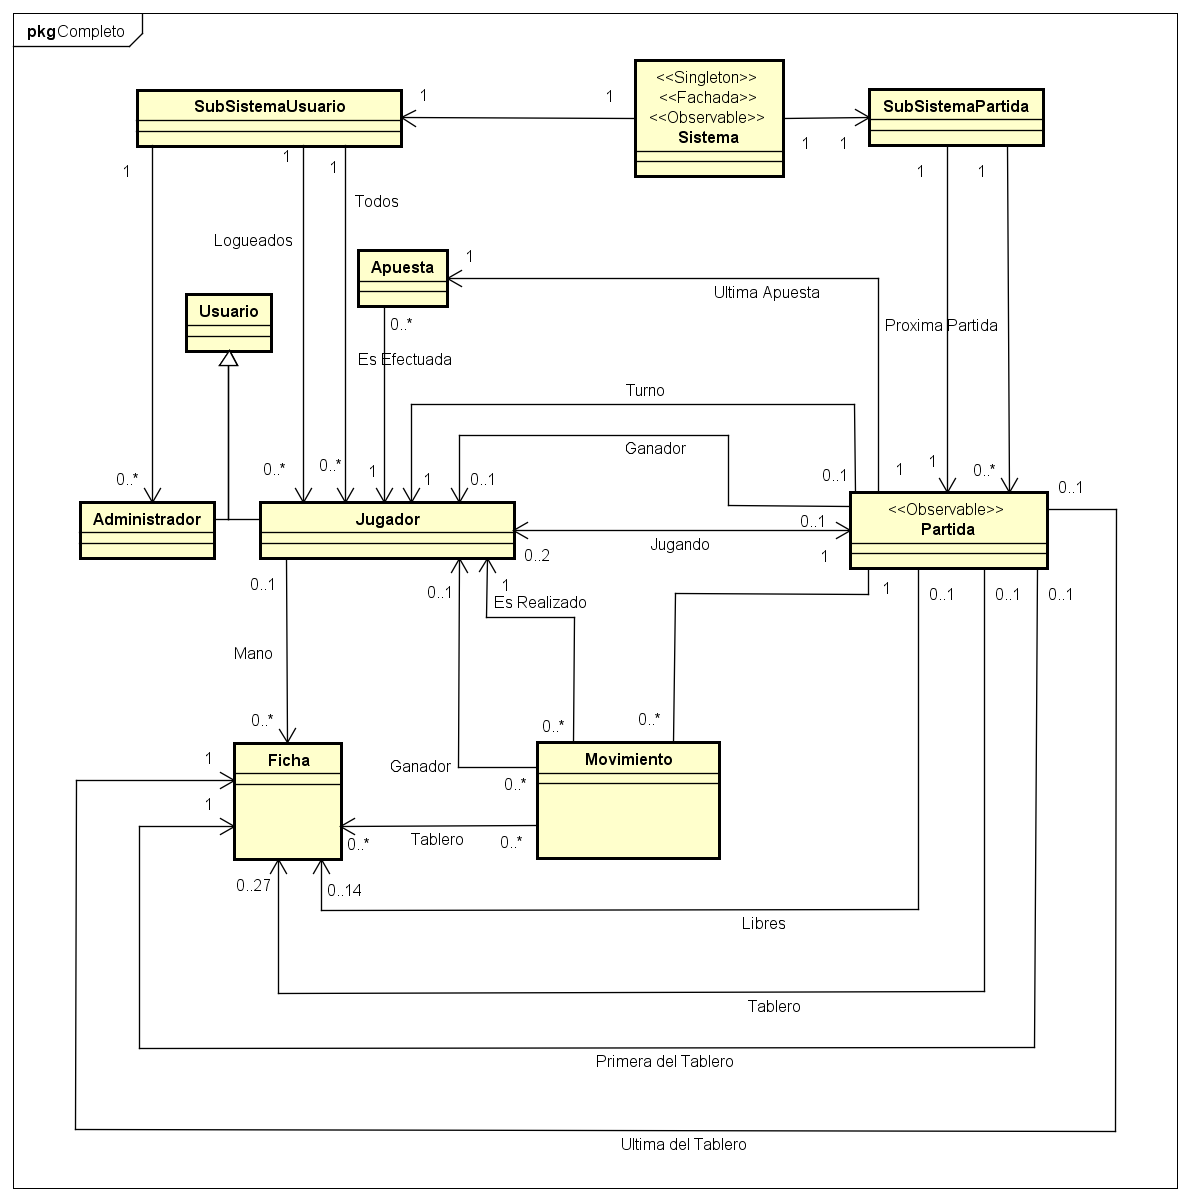 pkg Completo
<<Singleton>>
<<Fachada>>
<<Observable>>
Sistema
SubSistemaUsuario
SubSistemaPartida
1
1
1
1
1
1
1
1
1
Todos
Logueados
Apuesta
1
Ultima Apuesta
Usuario
0..*
Proxima Partida
Es Efectuada
Turno
Ganador
0..*
0..*
0..*
1
1
0..1
0..1
1
1
0..*
0..1
Administrador
Jugador
<<Observable>>
Partida
0..1
Jugando
0..2
1
0..1
0..1
1
Es Realizado
1
0..1
0..1
0..1
Mano
0..*
0..*
0..*
Ficha
Movimiento
1
Ganador
0..*
1
Tablero
0..*
0..*
0..27
0..14
Libres
Tablero
Primera del Tablero
Ultima del Tablero